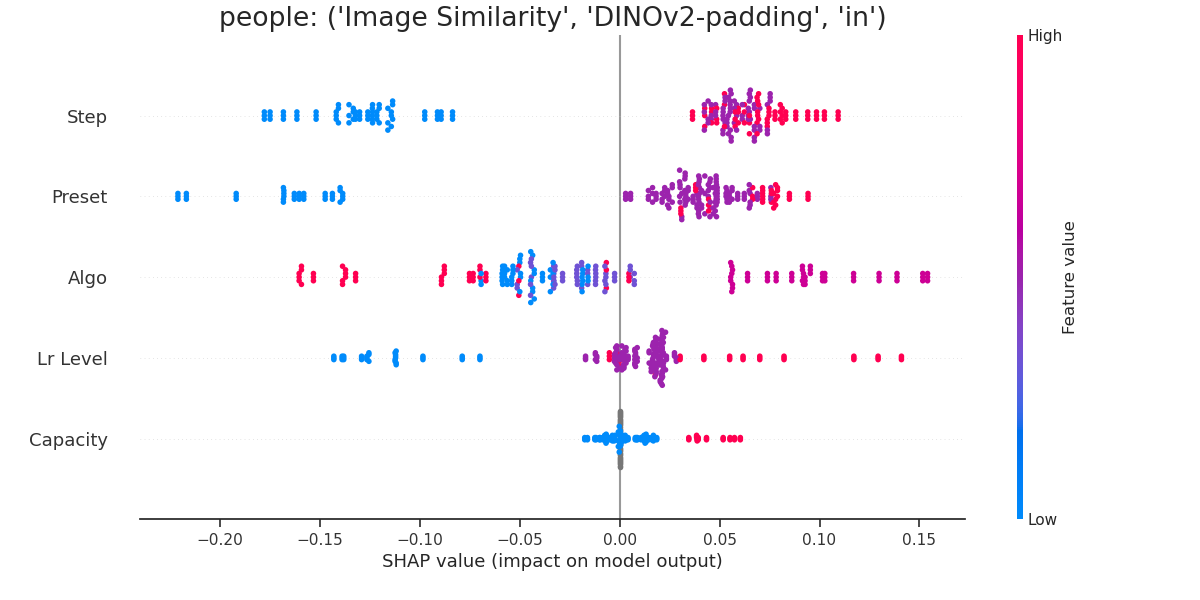 people: ('Image Similarity', 'DINOv2-padding', 'in')
High
Step
Preset
Algo
Lr Level
Capacity
Feature value
Low
−0.20 −0.15 −0.10 −0.05 0.00 0.05 0.10 0.15
SHAP value (impact on model output)